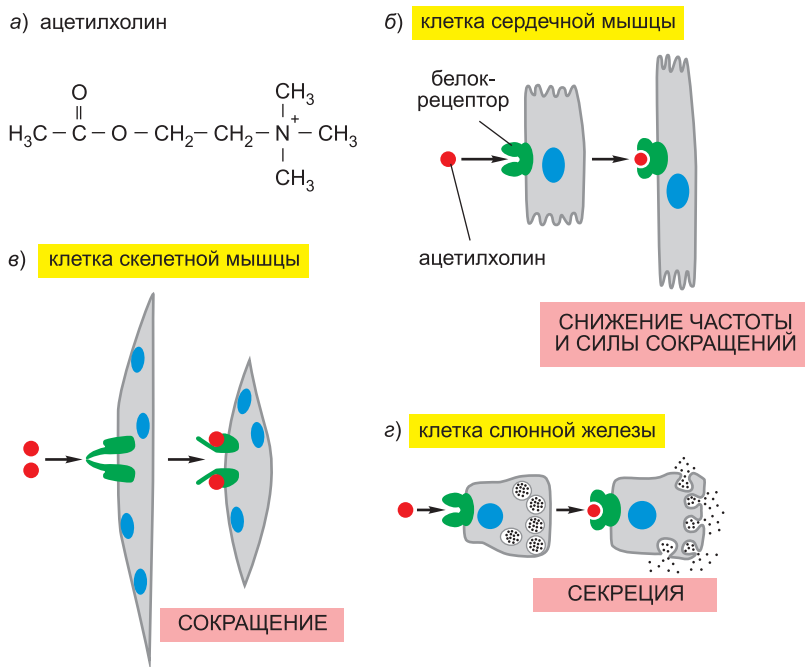 а) ацетилхолин
O
||
H₃C – C – O – CH₂ – CH₂ – N⁺ – CH₃
CH₃
CH₃
б) клетка сердечной мышцы
белок-
рецептор
ацетилхолин
СНИЖЕНИЕ ЧАСТОТЫ
И СИЛЫ СОКРАЩЕНИЙ
в) клетка скелетной мышцы
СОКРАЩЕНИЕ
г) клетка слюнной железы
СЕКРЕЦИЯ